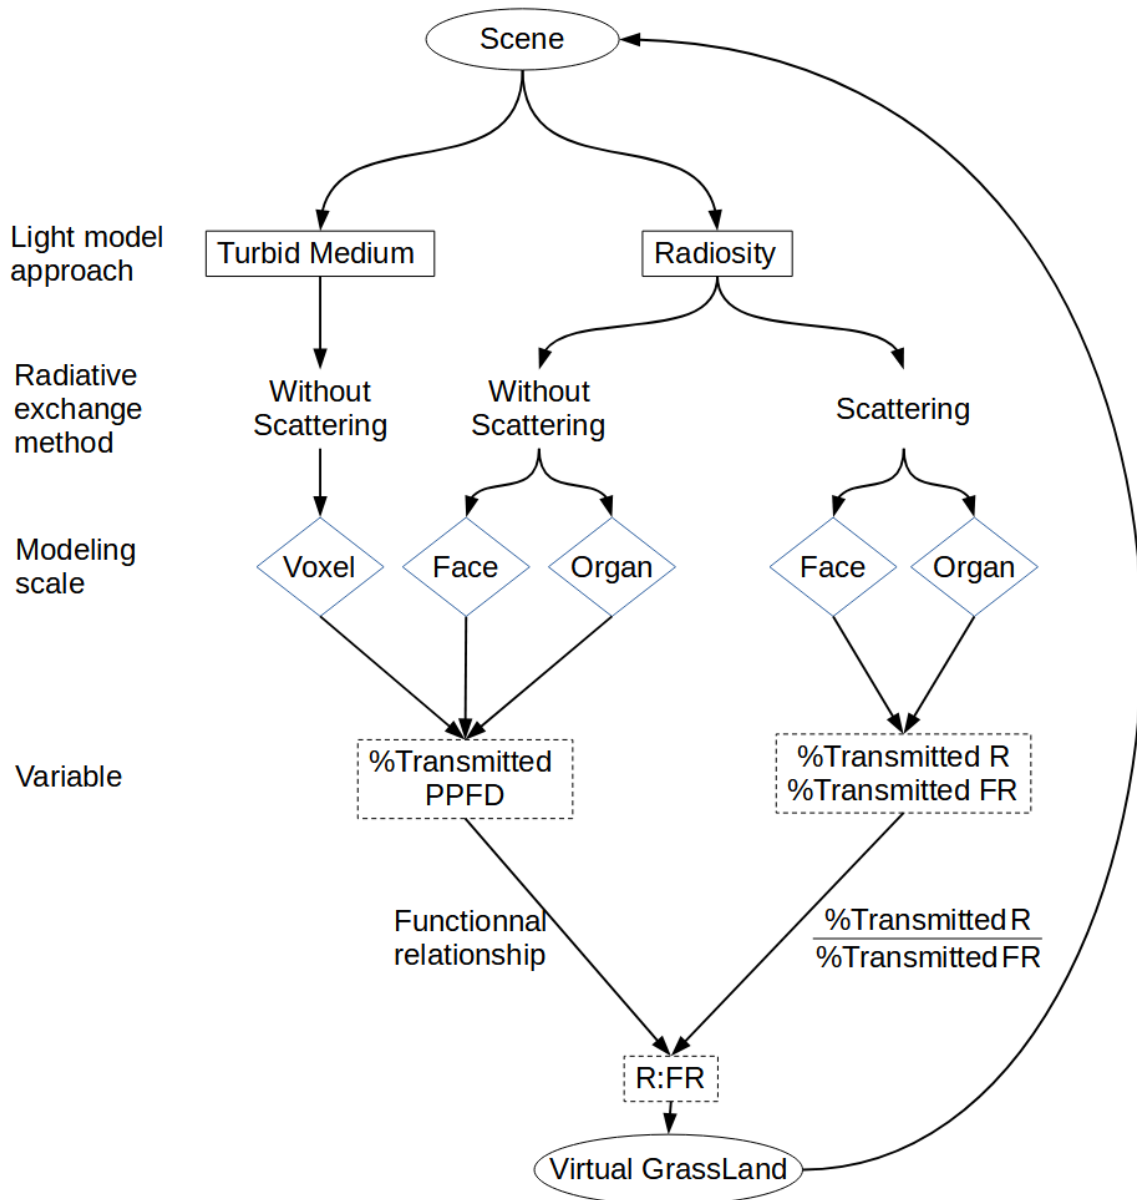 Scene
Light model
approach
Turbid Medium
Radiosity
Radiative
exchange
method
Without
Scattering
Without
Scattering
Scattering
Modeling
scale
Voxel
Face
Organ
Face
Organ
Variable
%Transmitted
PPFD
%Transmitted R
%Transmitted FR
Functionnal
relationship
%Transmitted R
%Transmitted FR
R:FR
Virtual GrassLand